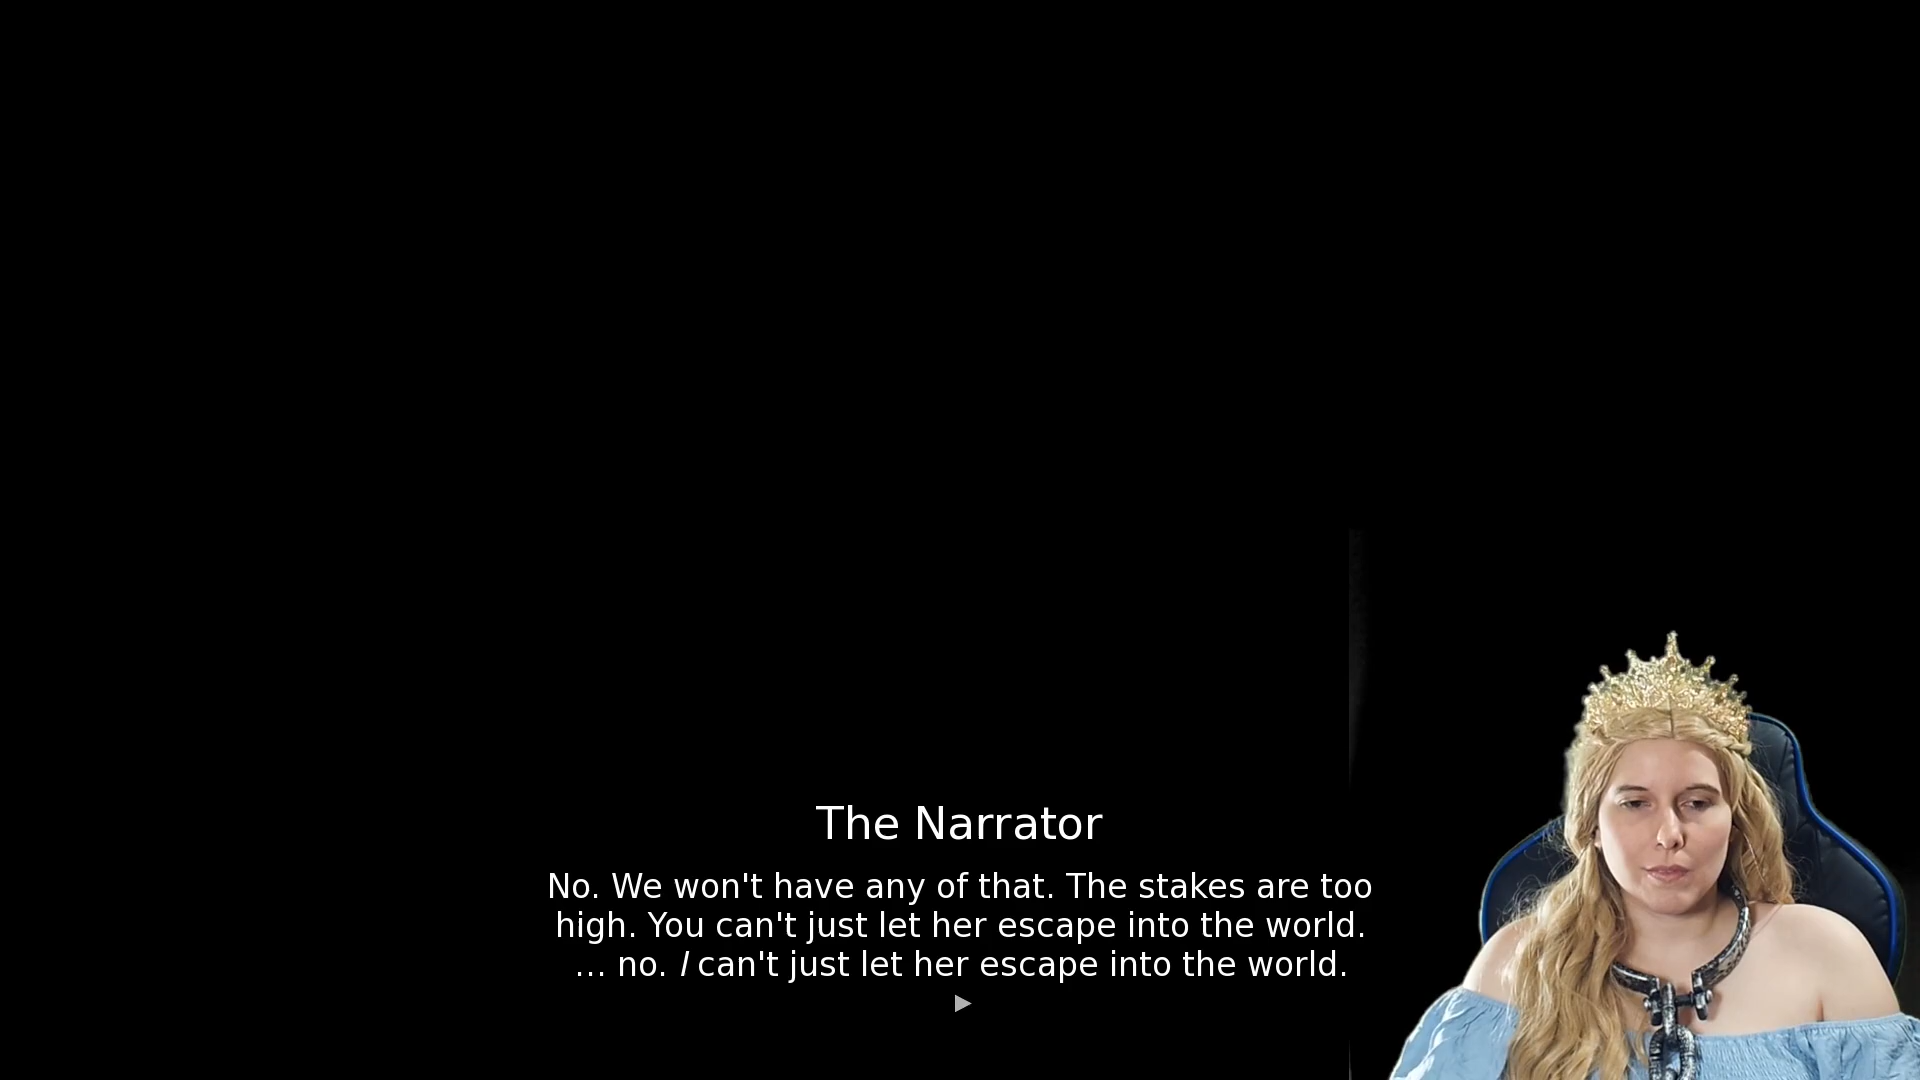 The Narrator
No. We won't have any of that. The stakes are too
high. You can't just let her escape into the world.
... no. I can't just let her escape into the world.